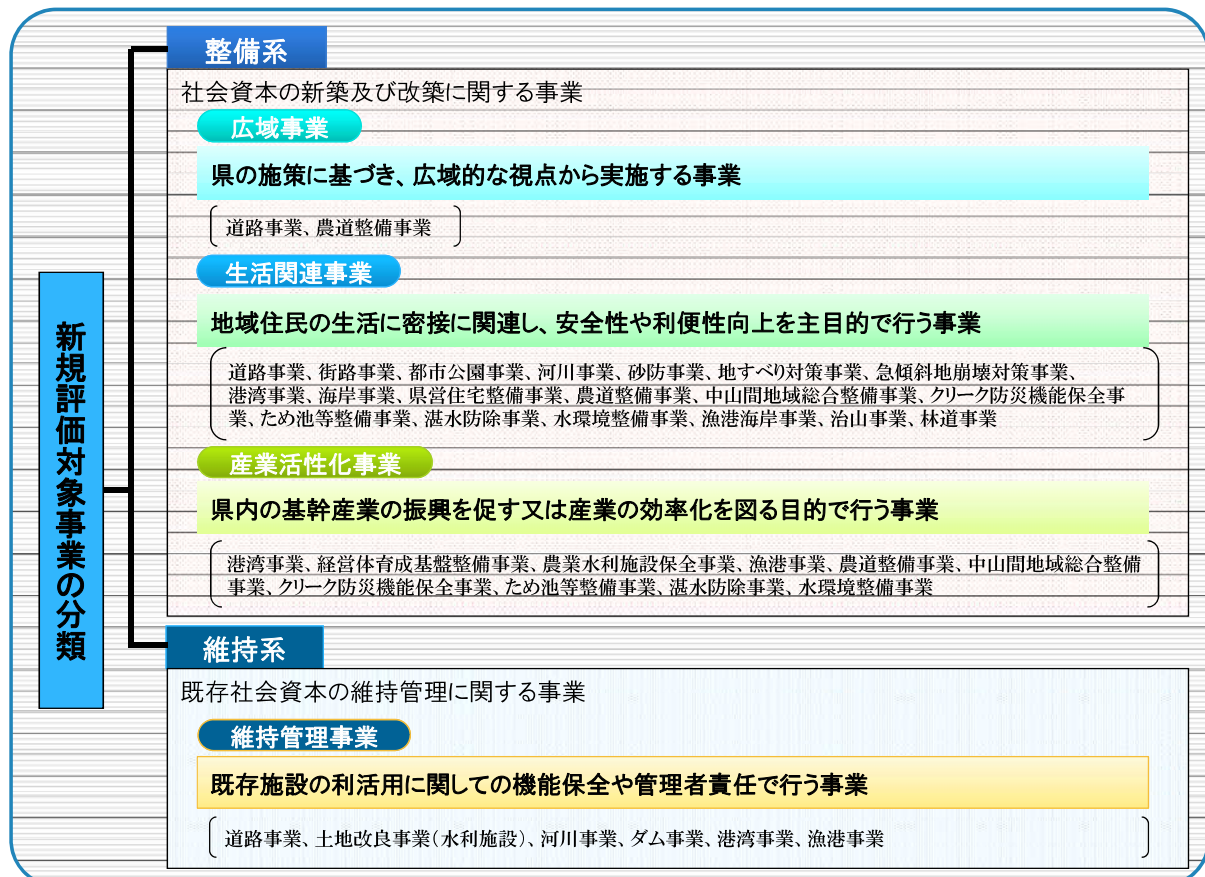 新規評価対象事業の分類
整備系
社会資本の新築及び改築に関する事業
広域事業
県の施策に基づき、広域的な視点から実施する事業
道路事業、農道整備事業
生活関連事業
地域住民の生活に密接に関連し、安全性や利便性向上を主目的で行う事業
道路事業、街路事業、都市公園事業、河川事業、砂防事業、地すべり対策事業、急傾斜地崩壊対策事業、
港湾事業、海岸事業、県営住宅整備事業、農道整備事業、中山間地域総合整備事業、クリーク防災機能保全事
業、ため池等整備事業、湛水防除事業、水環境整備事業、漁港海岸事業、治山事業、林道事業
産業活性化事業
県内の基幹産業の振興を促す又は産業の効率化を図る目的で行う事業
港湾事業、経営体育成基盤整備事業、農業水利施設保全事業、漁港事業、農道整備事業、中山間地域総合整備
事業、クリーク防災機能保全事業、ため池等整備事業、湛水防除事業、水環境整備事業
維持系
既存社会資本の維持管理に関する事業
維持管理事業
既存施設の利活用に関しての機能保全や管理者責任で行う事業
道路事業、土地改良事業(水利施設)、河川事業、ダム事業、港湾事業、漁港事業